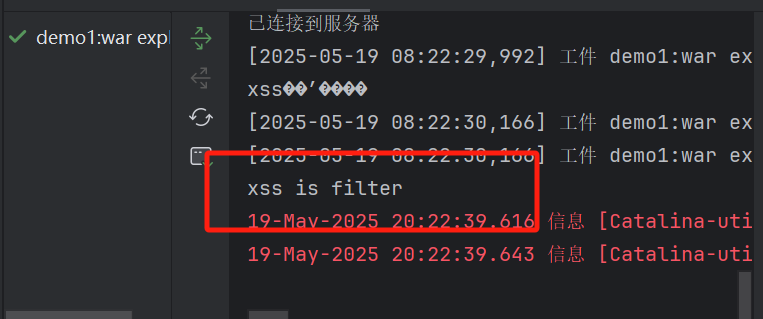 已连接到服务器
demo1:war expl
[2025-05-19 08:22:29,992] 工件 demo1:war ex
xss��’����
[2025-05-19 08:22:30,166] 工件 demo1:war ex
[2025-05-19 08:22:30,166] 工件 demo1:war ex
xss is filter
19-May-2025 20:22:39.616 信息 [Catalina-uti
19-May-2025 20:22:39.643 信息 [Catalina-uti